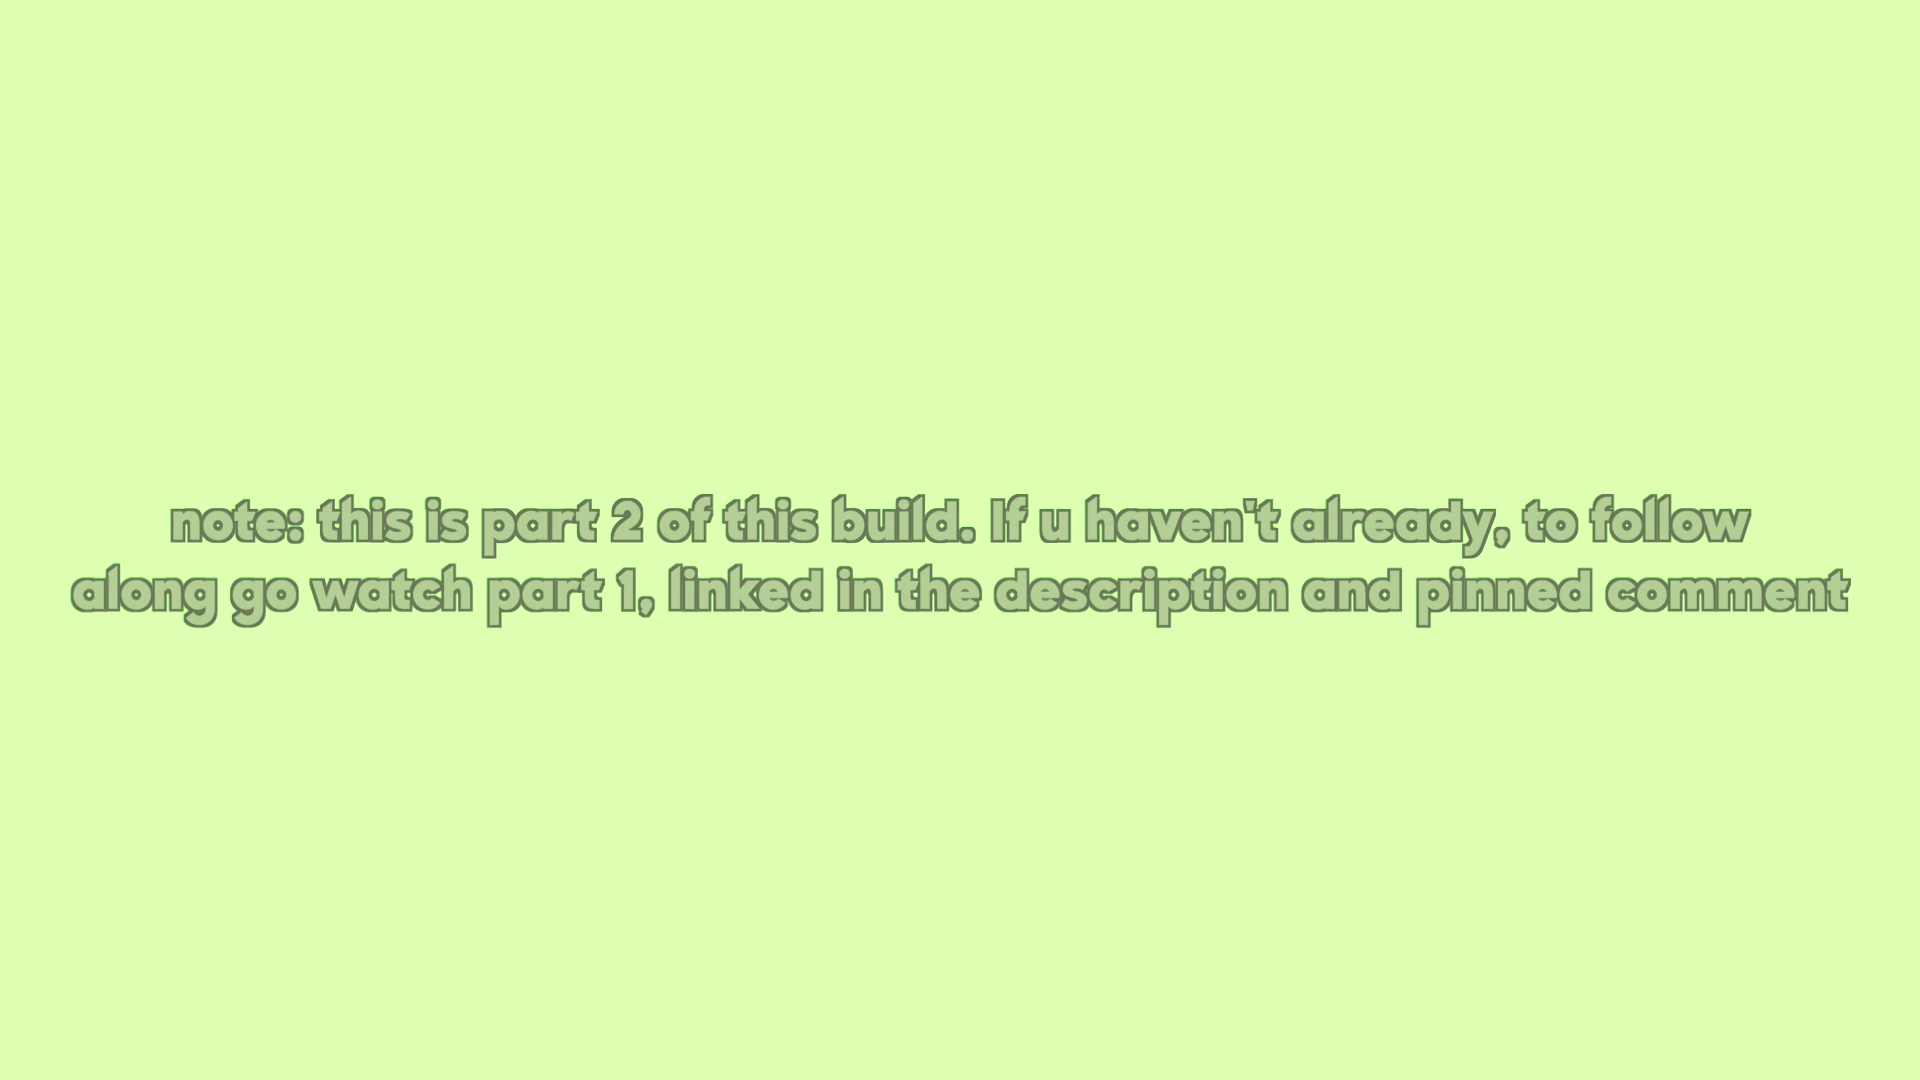 note: this is part 2 of this build. If u haven't already, to follow
along go watch part 1, linked in the description and pinned comment